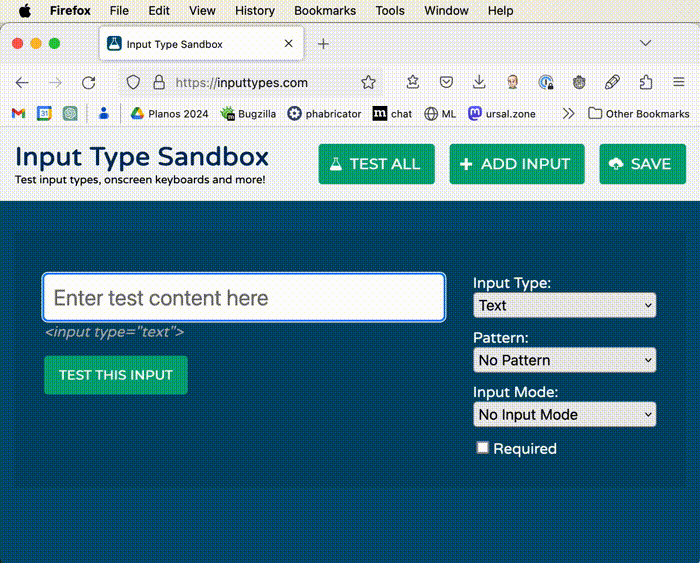 Firefox File Edit View History Bookmarks Tools Window Help
Input Type Sandbox
https://inputtypes.com
31 Planos 2024 Bugzilla phabricator m chat ML ursal.zone Other Bookmarks
Input Type Sandbox
Test input types, onscreen keyboards and more!
TEST ALL
ADD INPUT
SAVE
Enter test content here
<input type="text">
TEST THIS INPUT
Input Type:
Text
Pattern:
No Pattern
Input Mode:
No Input Mode
Required